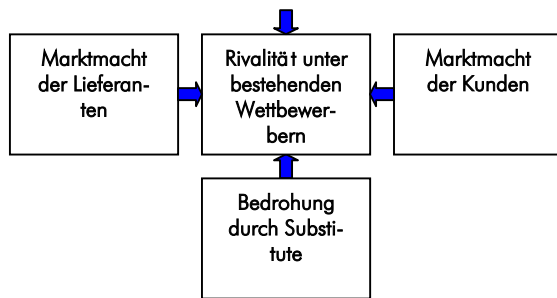 Marktmacht
der Lieferan-
ten
Rivalität unter
bestehenden
Wettbewer-
bern
Marktmacht
der Kunden
Bedrohung
durch Substi-
tute